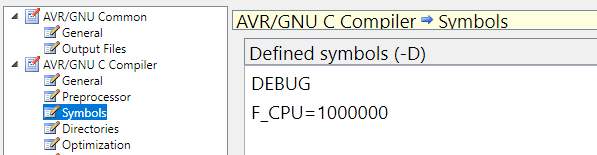 AVR/GNU Common
General
Output Files
AVR/GNU C Compiler
General
Preprocessor
Symbols
Directories
Optimization
AVR/GNU C Compiler ➡ Symbols
Defined symbols (-D)
DEBUG
F_CPU=1000000